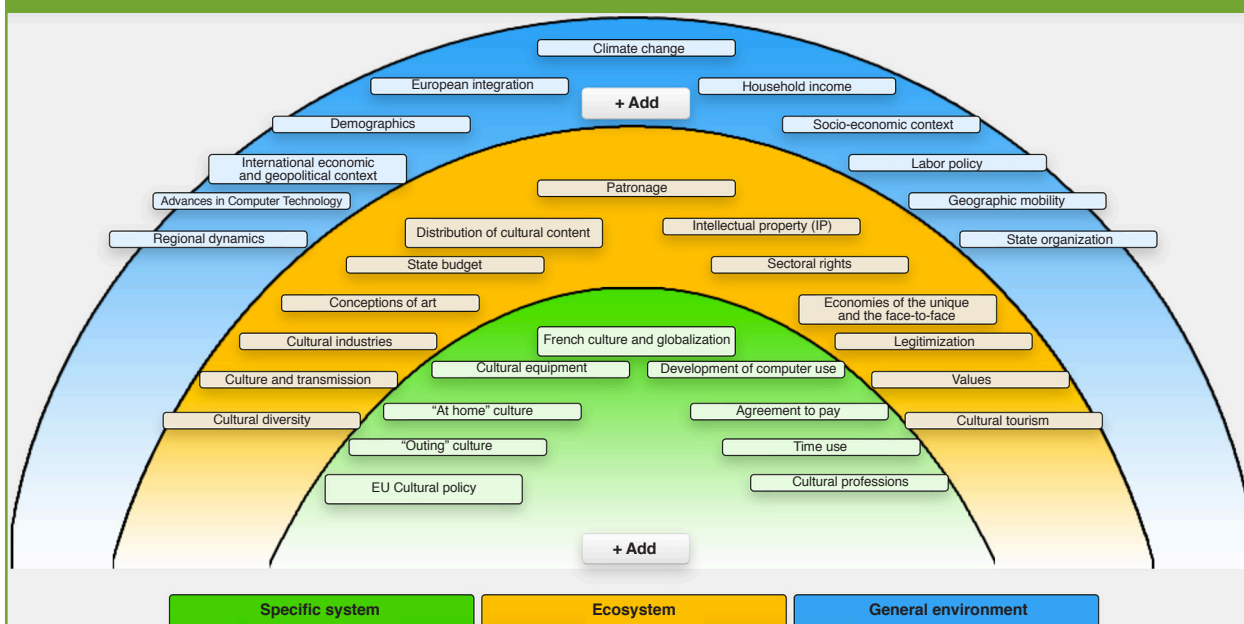 Climate change
European integration
Household income
+ Add
Demographics
Socio-economic context
International economic
and geopolitical context
Labor policy
Advances in Computer Technology
Geographic mobility
Regional dynamics
State organization
Patronage
Distribution of cultural content
Intellectual property (IP)
State budget
Sectoral rights
Conceptions of art
Economies of the unique
and the face-to-face
Cultural industries
Legitimization
Culture and transmission
Values
Cultural diversity
Cultural tourism
French culture and globalization
Cultural equipment
Development of computer use
“At home” culture
Agreement to pay
“Outing” culture
Time use
EU Cultural policy
Cultural professions
+ Add
Specific system
Ecosystem
General environment